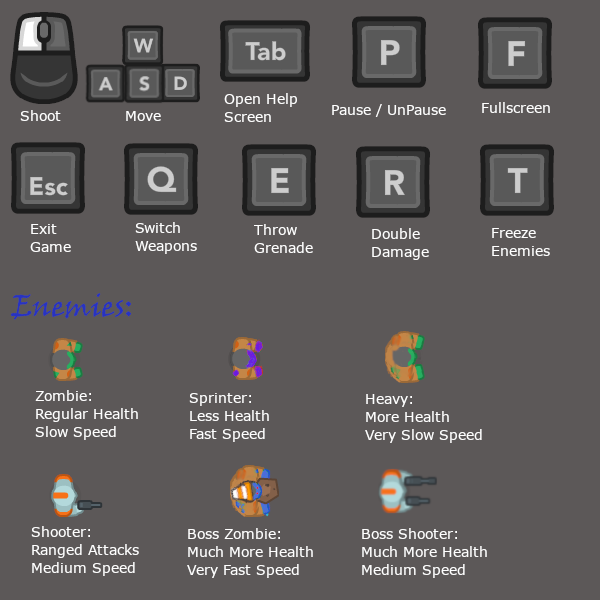 W
A S D
Tab
P
F
Shoot
Move
Open Help
Screen
Pause / UnPause
Fullscreen
Esc
Q
E
R
T
Exit
Game
Switch
Weapons
Throw
Grenade
Double
Damage
Freeze
Enemies
Enemies:
Zombie:
Regular Health
Slow Speed
Sprinter:
Less Health
Fast Speed
Heavy:
More Health
Very Slow Speed
Shooter:
Ranged Attacks
Medium Speed
Boss Zombie:
Much More Health
Very Fast Speed
Boss Shooter:
Much More Health
Medium Speed